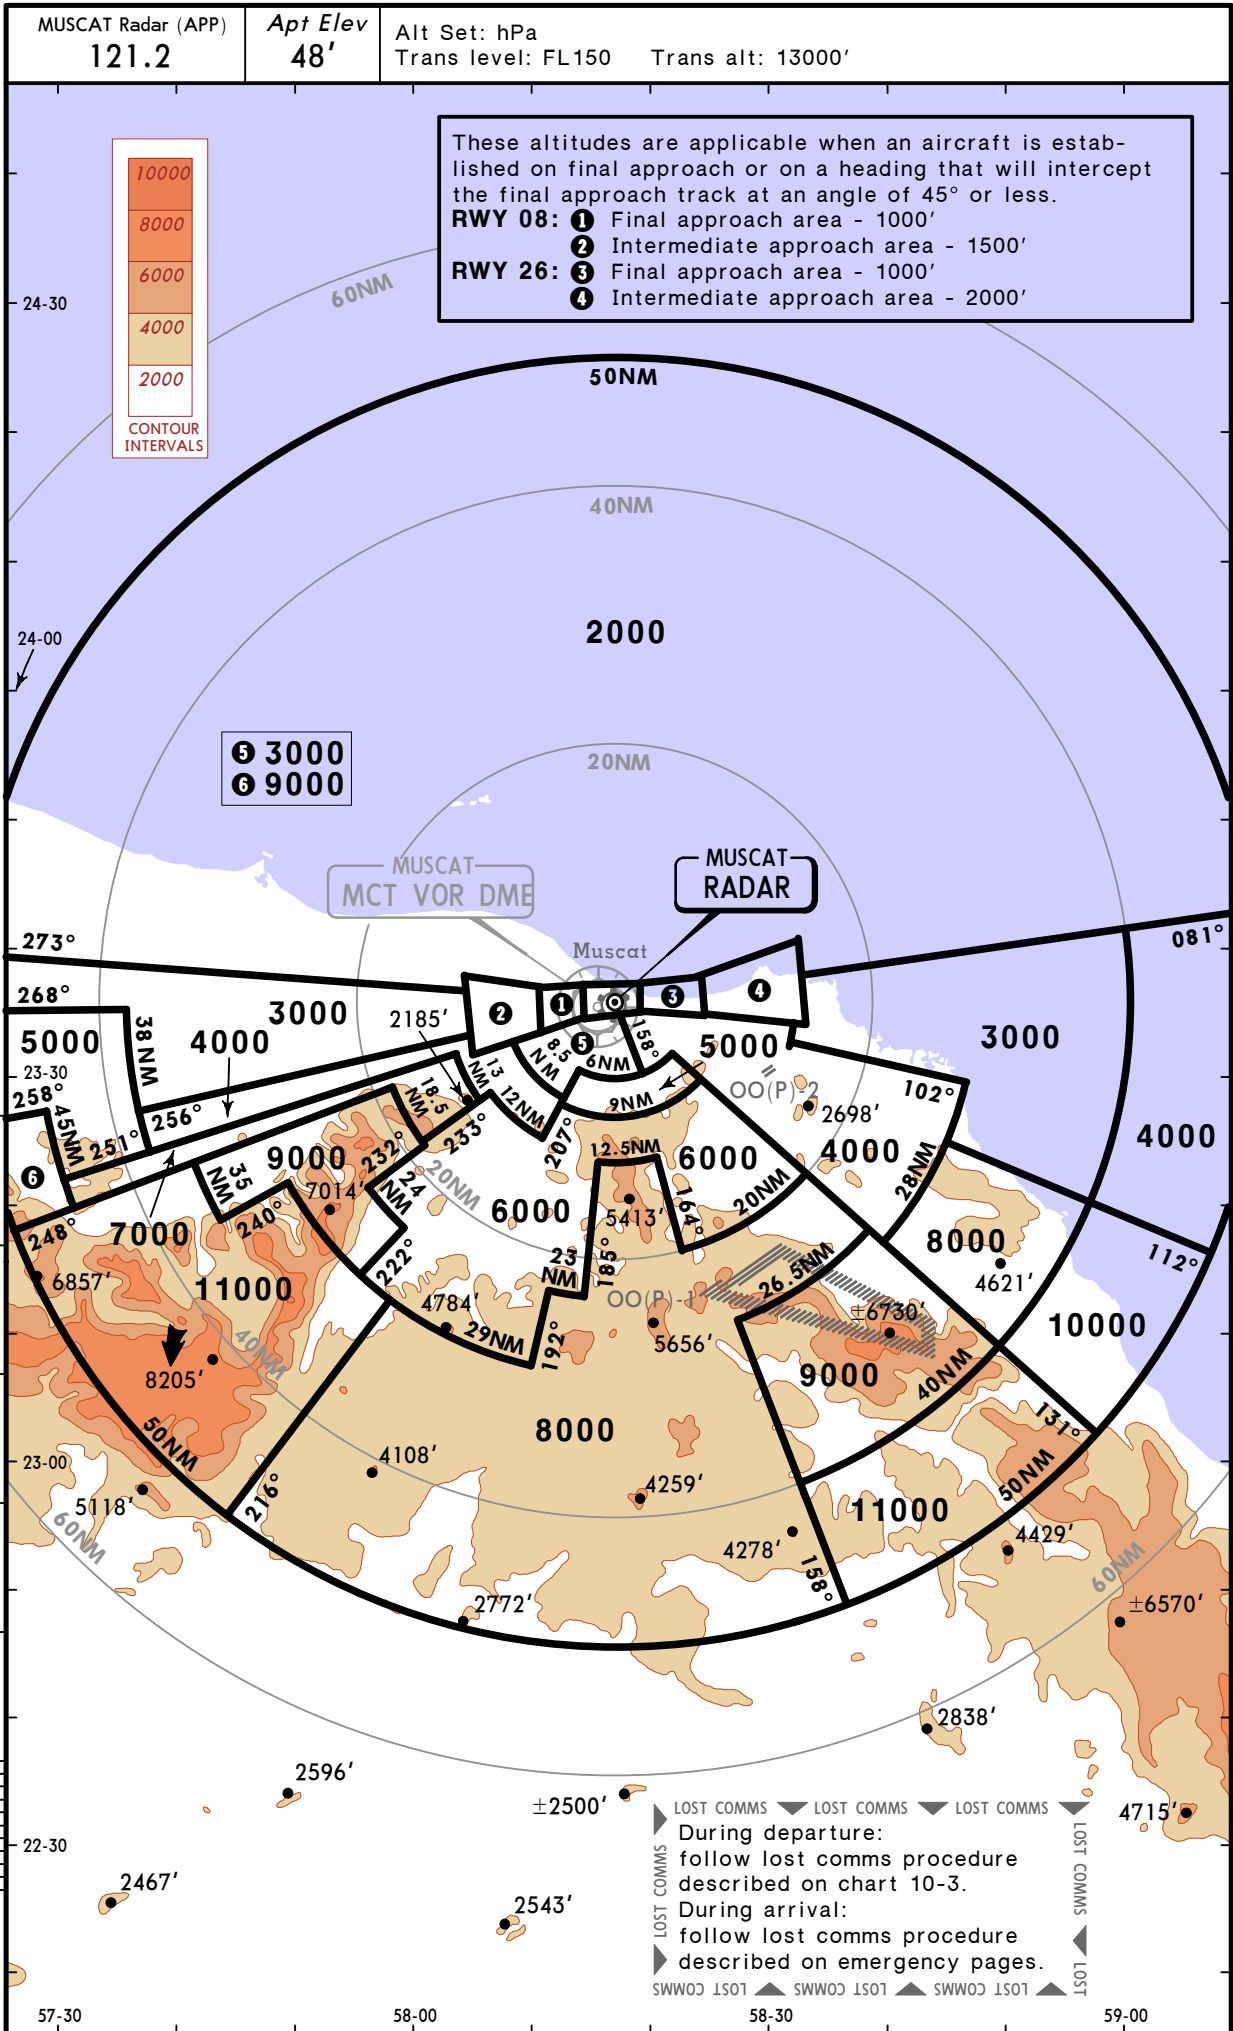 MUSCAT Radar (APP)
121.2
Apt Elev
48'
Alt Set: hPa
Trans level: FL150 Trans alt: 13000'
10000
8000
6000
4000
2000
CONTOUR
INTERVALS
These altitudes are applicable when an aircraft is estab-
lished on final approach or on a heading that will intercept
the final approach track at an angle of 45° or less.
RWY 08: 1 Final approach area - 1000'
2 Intermediate approach area - 1500'
RWY 26: 3 Final approach area - 1000'
4 Intermediate approach area - 2000'
60NM
24-30
50NM
40NM
2000
24-00
5 3000
6 9000
20NM
MUSCAT
MCT VOR DME
MUSCAT
RADAR
Muscat
273°
081°
268°
3000
2185'
2
1
3
4
5
5000
4000
38NM
158°
5000
3000
8.5
NM
6NM
23-30
258°
45NM
256°
251°
13
NM
12NM
18.5
NM
9NM
OO(P)-2
2698'
102°
4000
4000
6
9000
232°
233°
207°
12.5NM
6000
28NM
35
NM
7014'
24
NM
20NM
6000
5413'
164°
20NM
248°
7000
240°
222°
23
NM
185°
26.5NM
8000
4621'
112°
6857'
11000
4784'
29NM
192°
OO(P)-1
5656'
±6730'
10000
40NM
8205'
9000
40NM
50NM
8000
131°
23-00
4108'
4259'
50NM
5118'
216°
11000
60NM
4278'
158°
4429'
60NM
2772'
±6570'
2838'
2596'
±2500'
4715'
LOST COMMS LOST COMMS LOST COMMS
LOST COMMS
During departure:
follow lost comms procedure
described on chart 10-3.
During arrival:
follow lost comms procedure
described on emergency pages.
LOST COMMS
LOST
LOST COMMS LOST COMMS LOST COMMS
22-30
2467'
2543'
57-30
58-00
58-30
59-00